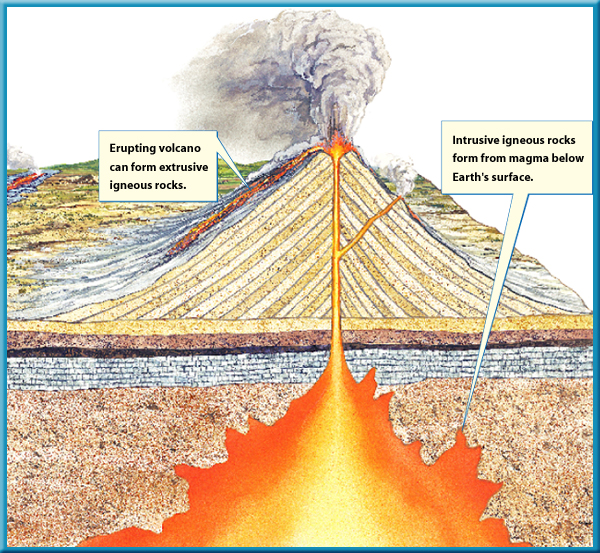 Erupting volcano
can form extrusive
igneous rocks.
Intrusive igneous rocks
form from magma below
Earth's surface.